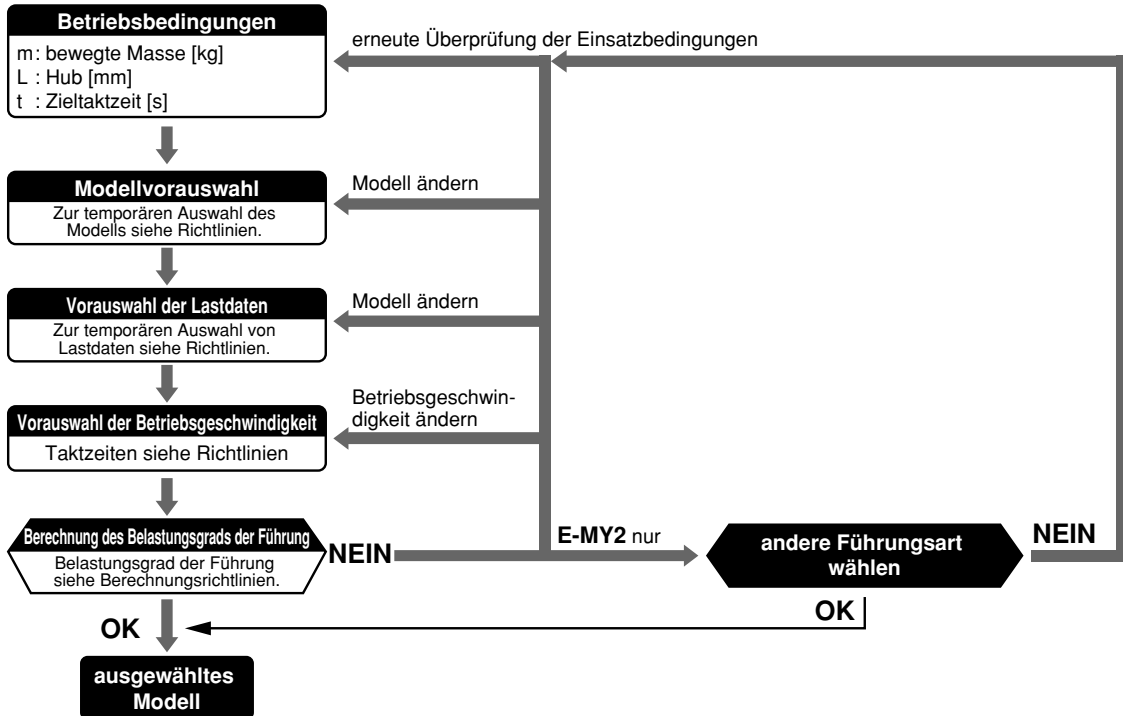 Betriebsbedingungen
m: bewegte Masse [kg]
L : Hub [mm]
t : Zieltaktzeit [s]
erneute Überprüfung der Einsatzbedingungen
Modellvorauswahl
Zur temporären Auswahl des
Modells siehe Richtlinien.
Modell ändern
Vorauswahl der Lastdaten
Zur temporären Auswahl von
Lastdaten siehe Richtlinien.
Modell ändern
Vorauswahl der Betriebsgeschwindigkeit
Taktzeiten siehe Richtlinien
Betriebsgeschwin-
digkeit ändern
Berechnung des Belastungsgrads der Führung
Belastungsgrad der Führung
siehe Berechnungsrichtlinien.
NEIN
E-MY2 nur
andere Führungsart
wählen
NEIN
OK
OK
ausgewähltes
Modell